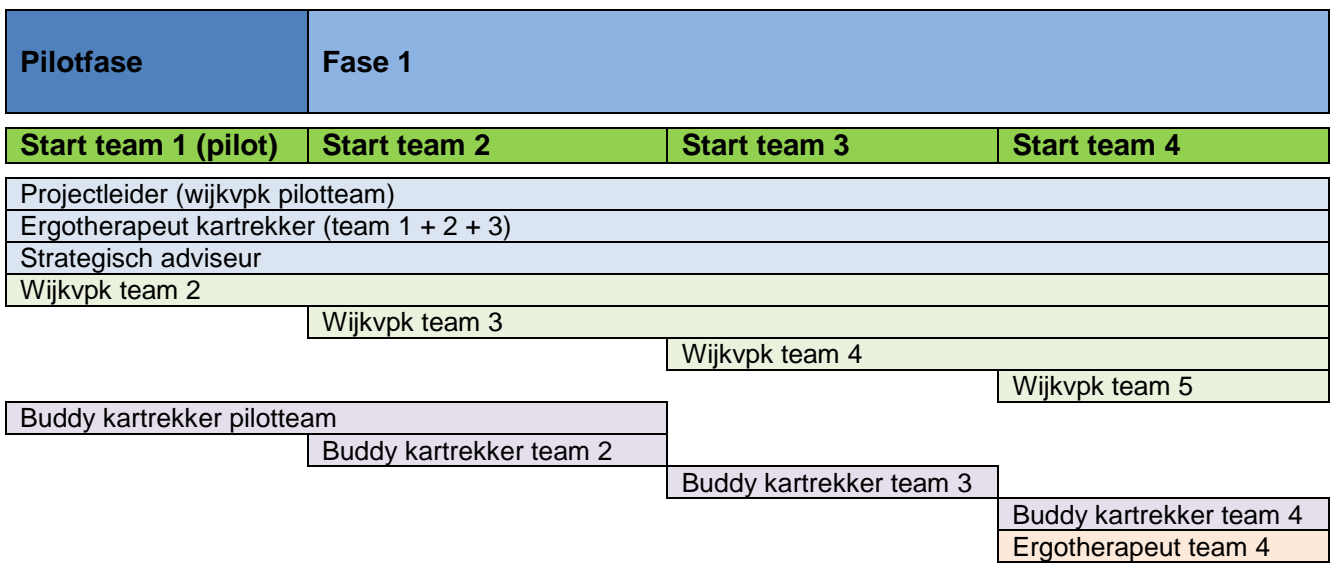 Pilotfase Fase 1
Start team 1 (pilot) Start team 2 Start team 3 Start team 4
Projectleider (wijkvpk pilotteam)
Ergotherapeut kartrekker (team 1 + 2 + 3)
Strategisch adviseur
Wijkvpk team 2
Wijkvpk team 3
Wijkvpk team 4
Wijkvpk team 5
Buddy kartrekker pilotteam
Buddy kartrekker team 2
Buddy kartrekker team 3
Buddy kartrekker team 4
Ergotherapeut team 4